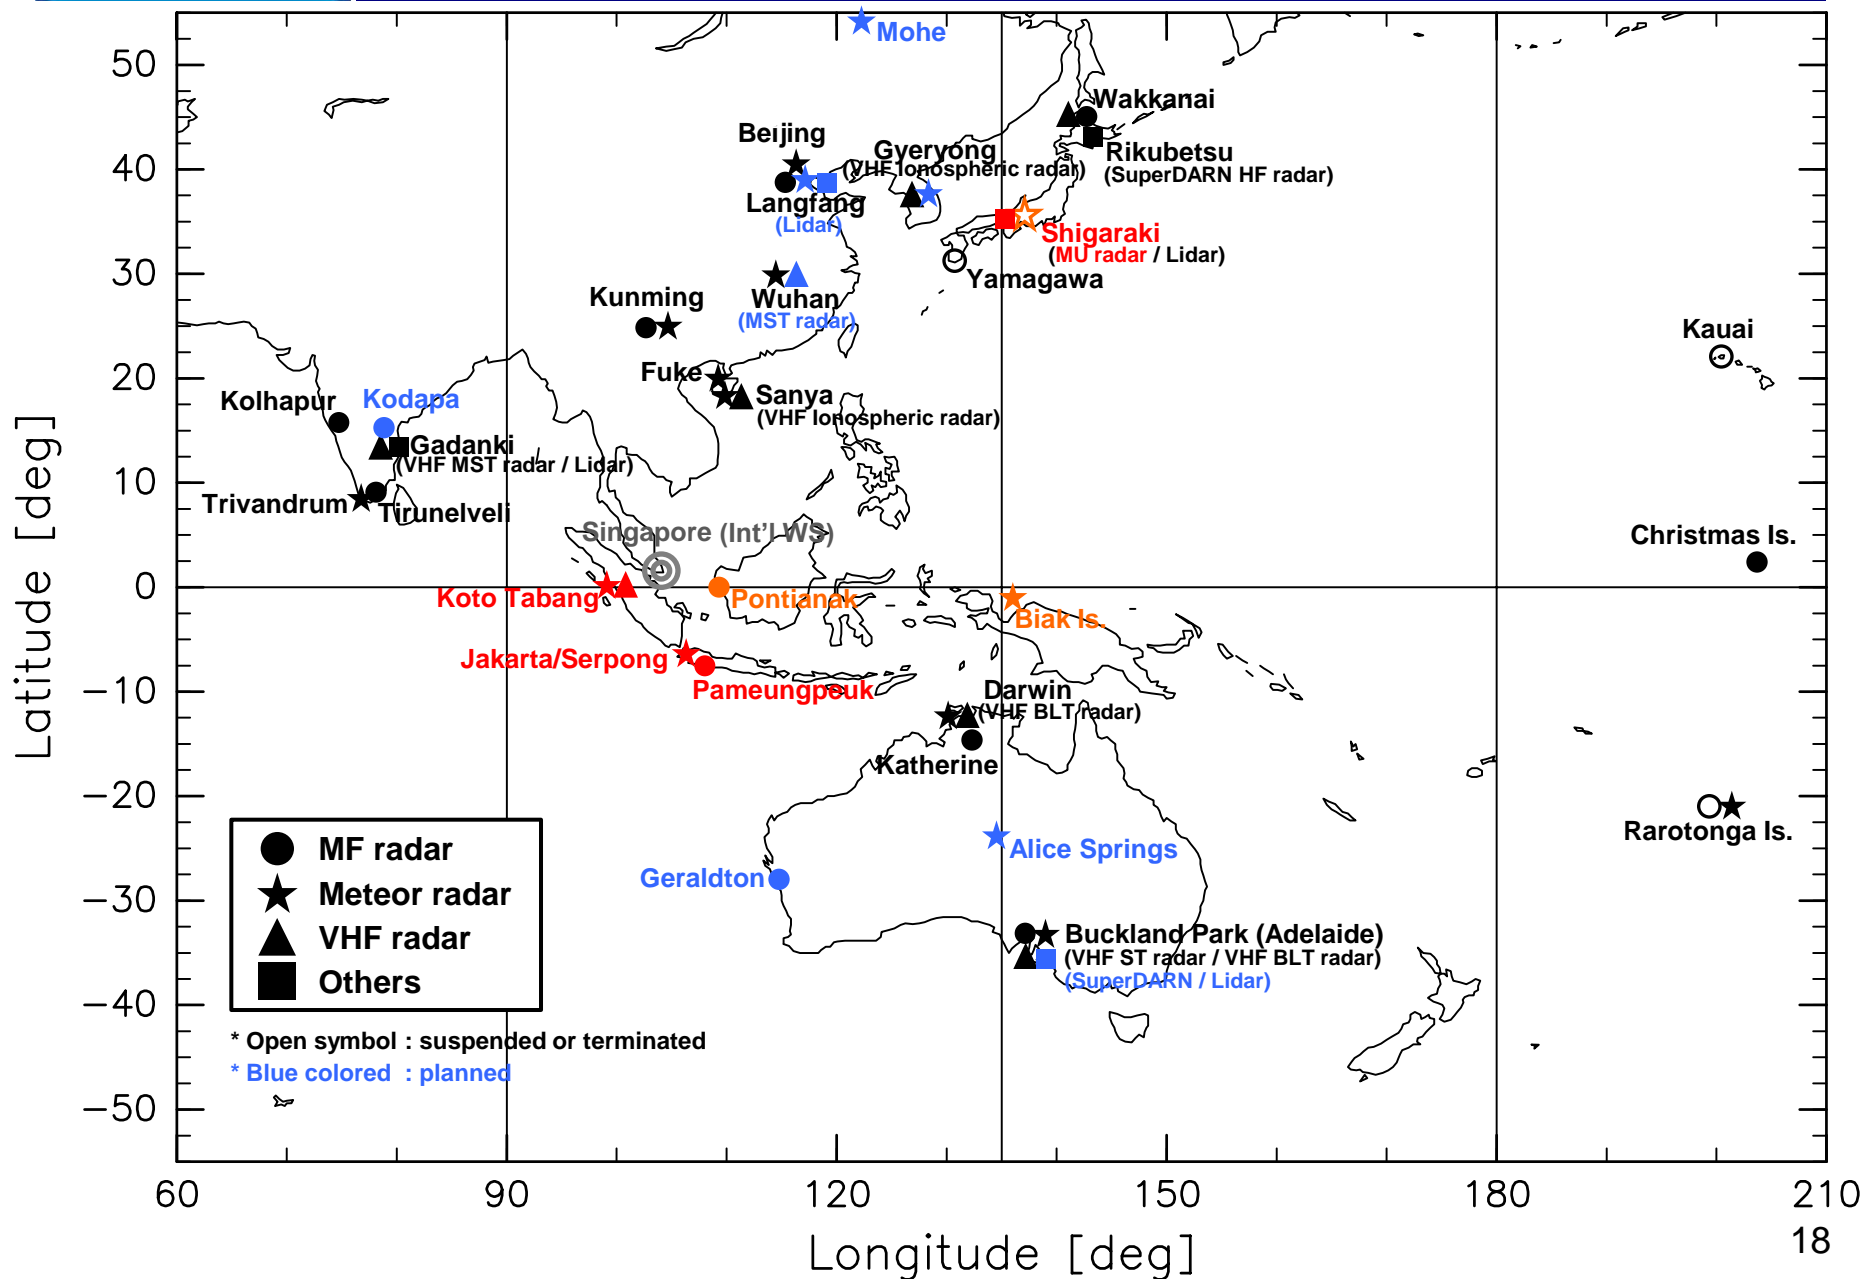 Mohe
50
Wakkanai
Beijing
Gyeryong
Rikubetsu
40
(VHF Ionospheric radar)
(SuperDARN HF radar)
Langfang
(Lidar)
Shigaraki
(MU radar / Lidar)
30
Yamagawa
Kunming
Wuhan
(MST radar)
Kauai
20
Fuke
Sanya
(VHF Ionospheric radar)
Kolhapur
Kodapa
Gadanki
(VHF MST radar / Lidar)
10
Trivandrum
Tirunelveli
Singapore (Int'l WS)
Christmas Is.
0
Koto Tabang
Pontianak
Biak Is.
Jakarta/Serpong
Pameungpeuk
−10
Darwin
(VHF BLT radar)
Katherine
−20
Rarotonga Is.
MF radar
Alice Springs
Geraldton
Meteor radar
−30
VHF radar
Buckland Park (Adelaide)
(VHF ST radar / VHF BLT radar)
(SuperDARN / Lidar)
Others
−40
* Open symbol : suspended or terminated
* Blue colored : planned
−50
Latitude [deg]
60 90 120 150 180 210
Longitude [deg]
18